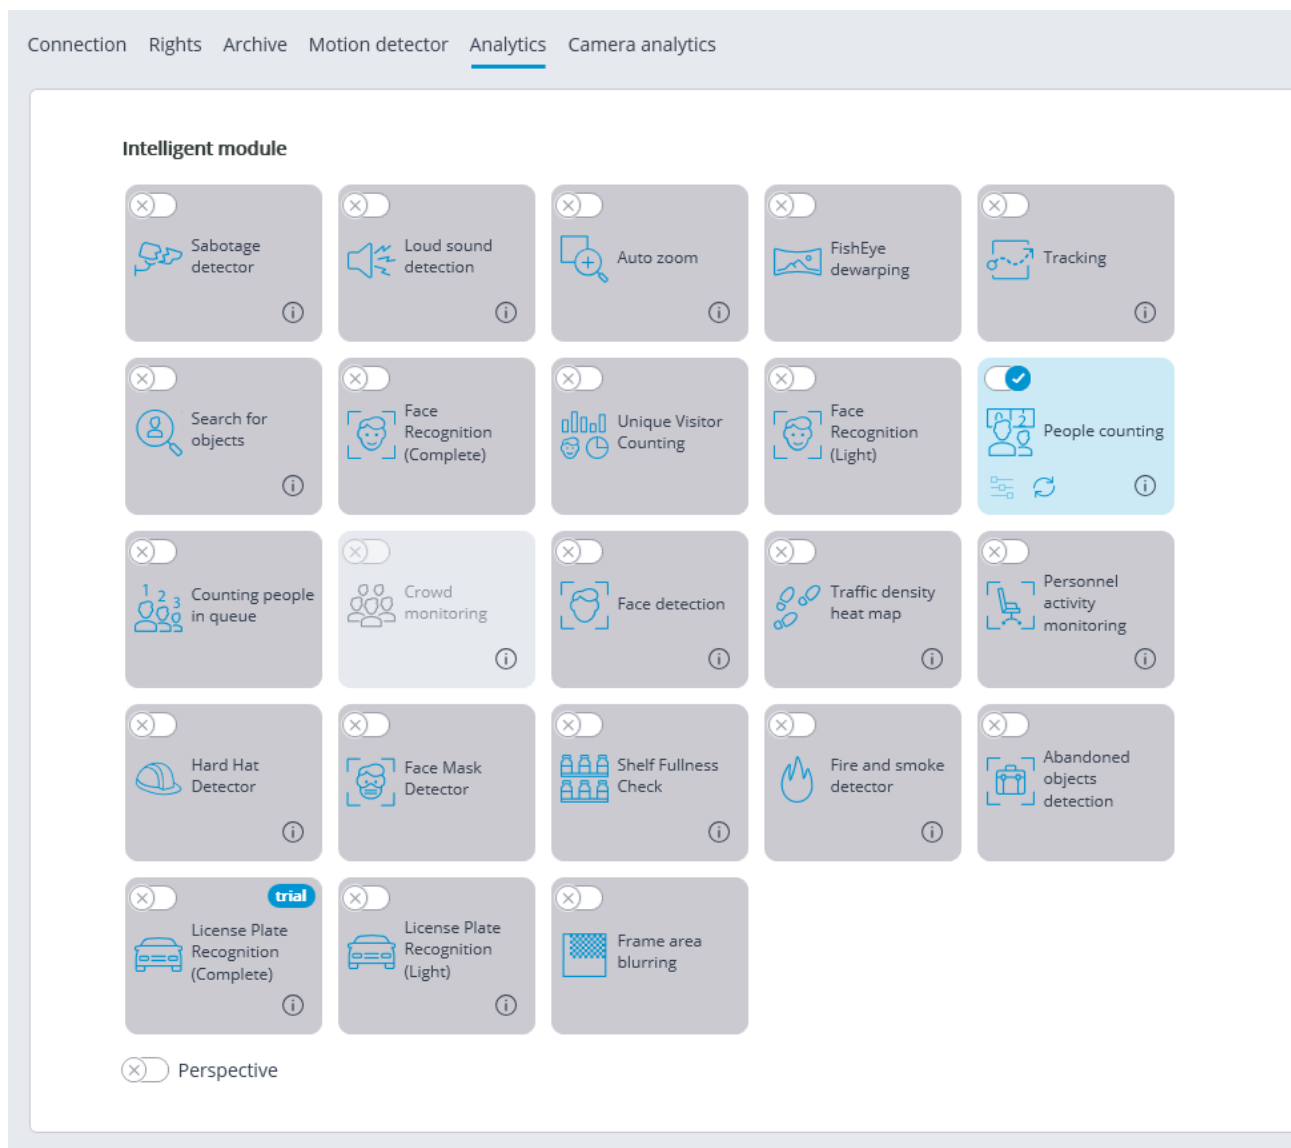 Connection Rights Archive Motion detector Analytics Camera analytics
Intelligent module
Sabotage
detector
Loud sound
detection
Auto zoom
FishEye
dewarping
Tracking
Search for
objects
Face
Recognition
(Complete)
Unique Visitor
Counting
Face
Recognition
(Light)
People counting
Counting people
in queue
Crowd
monitoring
Face detection
Traffic density
heat map
Personnel
activity
monitoring
Hard Hat
Detector
Face Mask
Detector
Shelf Fullness
Check
Fire and smoke
detector
Abandoned
objects
detection
trial
License Plate
Recognition
(Complete)
License Plate
Recognition
(Light)
Frame area
blurring
Perspective